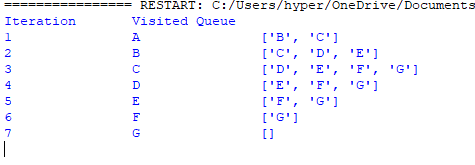 ================ RESTART: C:/Users/hyper/OneDrive/Documents
Iteration Visited Queue
1 A ['B', 'C']
2 B ['C', 'D', 'E']
3 C ['D', 'E', 'F', 'G']
4 D ['E', 'F', 'G']
5 E ['F', 'G']
6 F ['G']
7 G []